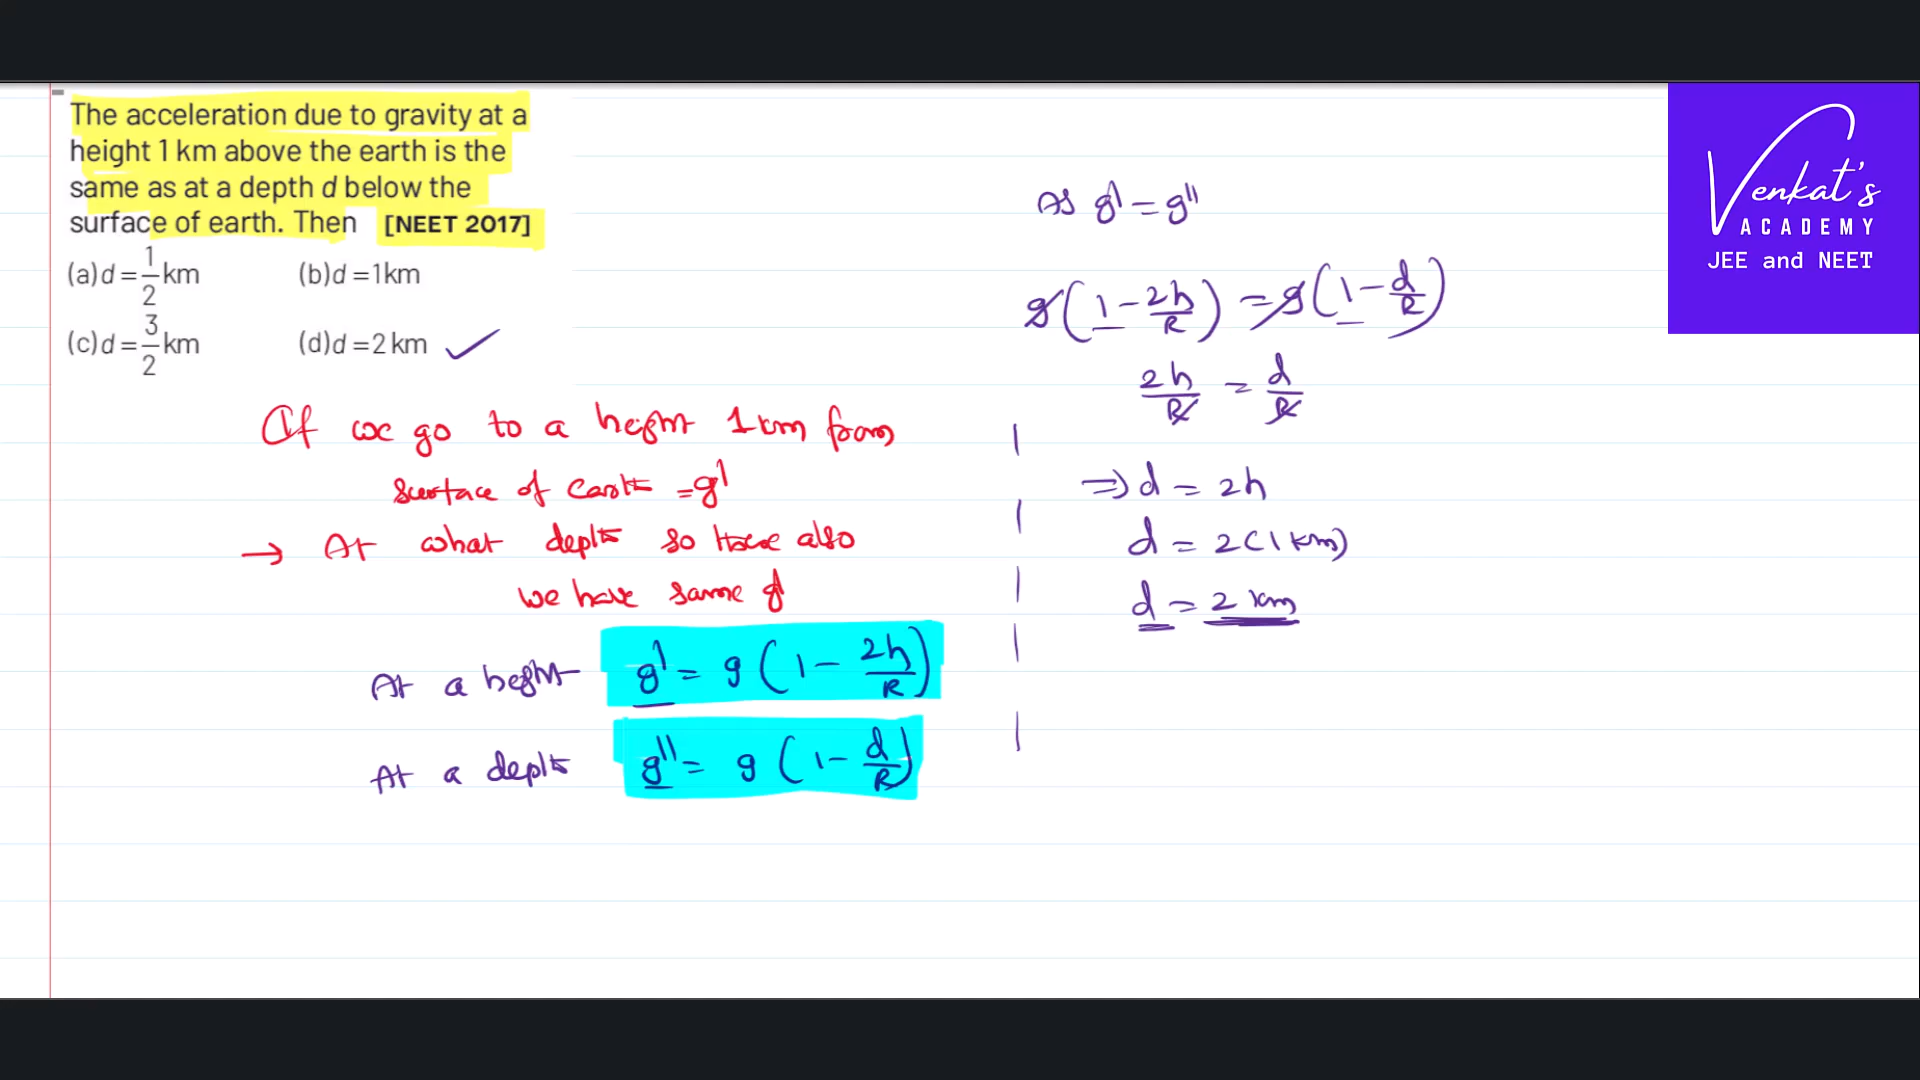 The acceleration due to gravity at a
height 1 km above the earth is the
same as at a depth d below the
surface of earth. Then [NEET 2017]
(a) d = 1/2 km (b) d = 1 km
(c) d = 3/2 km (d) d = 2 km ✓
If we go to a height 1 km from
surface of earth = g'
→ At what depth so there also
we have same g'
At a height g' = g (1 - 2h/R)
At a depth g'' = g (1 - d/R)
As g' = g''
g (1 - 2h/R) = g (1 - d/R)
2h/R = d/R
⇒ d = 2h
d = 2(1 km)
d = 2 km
Venkat's
ACADEMY
JEE and NEET